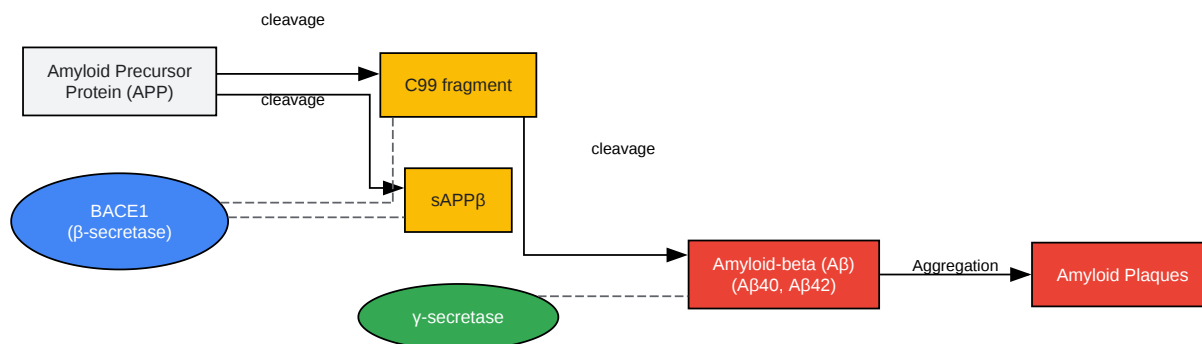 cleavage
Amyloid Precursor
Protein (APP)
cleavage
C99 fragment
cleavage
sAPPβ
BACE1
(β-secretase)
Amyloid-beta (Aβ)
(Aβ40, Aβ42)
Aggregation
Amyloid Plaques
γ-secretase